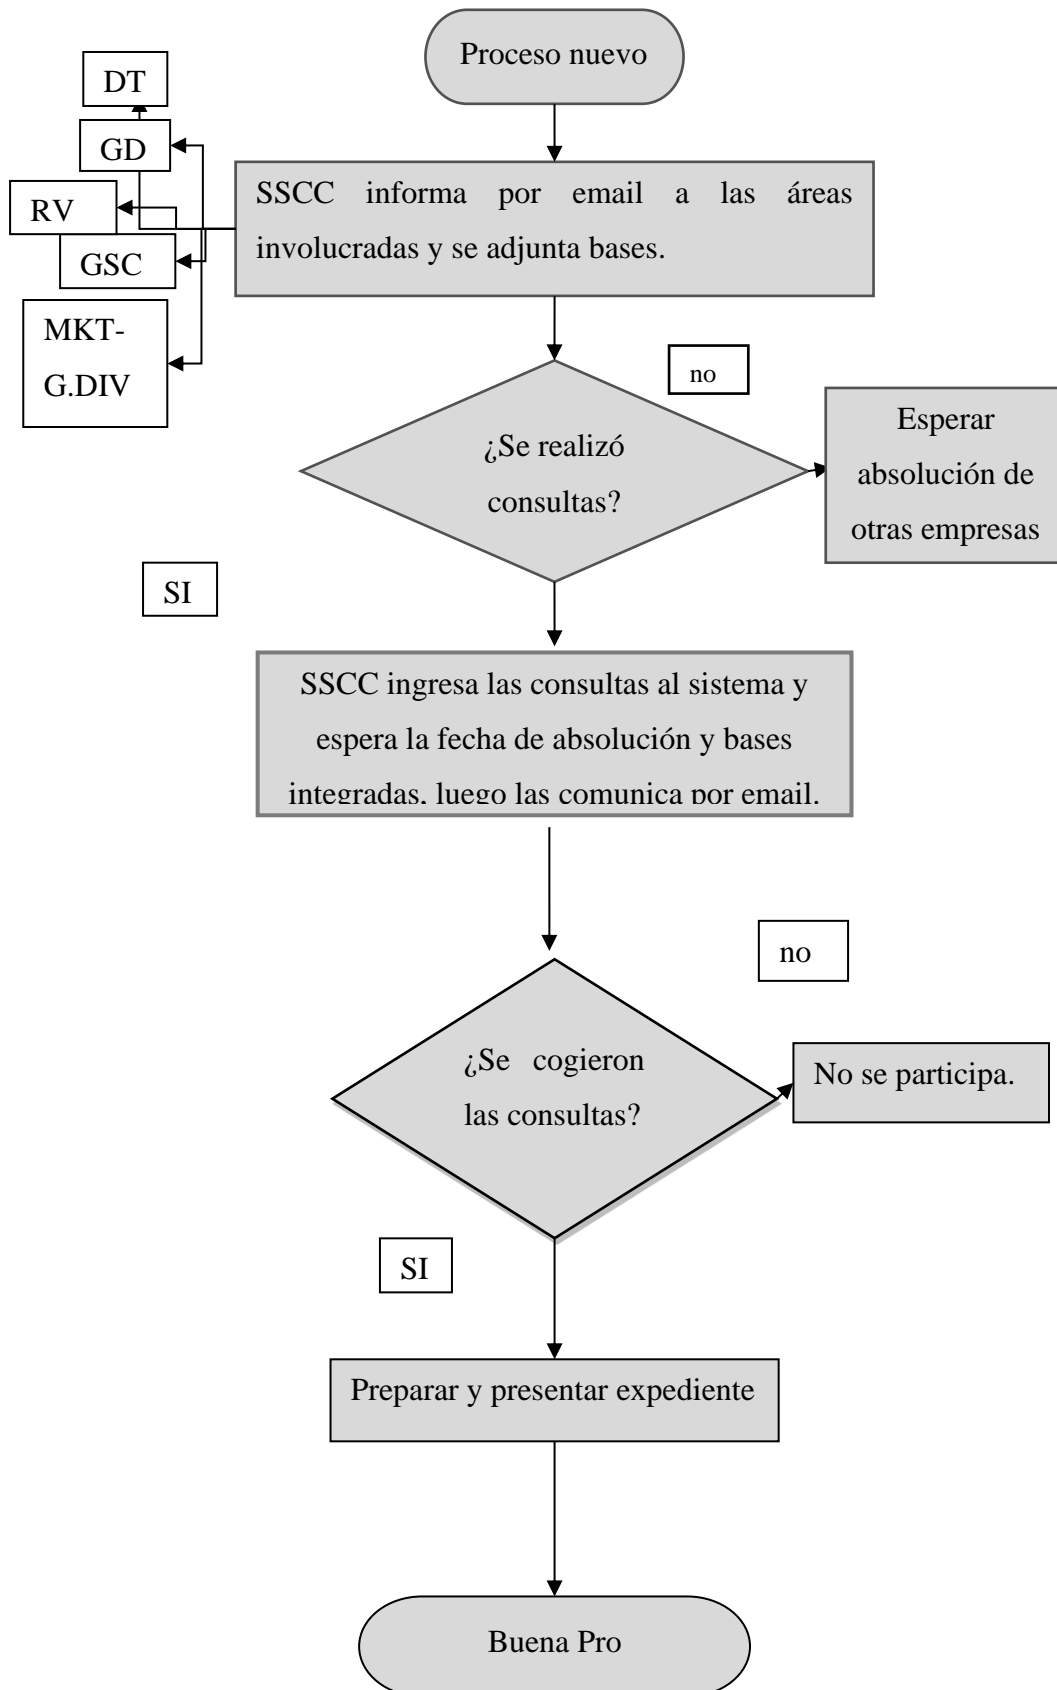 Proceso nuevo
DT
GD
RV
GSC
MKT-
G.DIV
SSCC informa por email a las áreas
involucradas y se adjunta bases.
no
¿Se realizó
consultas?
Esperar
absolución de
otras empresas
SI
SSCC ingresa las consultas al sistema y
espera la fecha de absolución y bases
integradas, luego las comunica por email.
no
¿Se cogieron
las consultas?
No se participa.
SI
Preparar y presentar expediente
Buena Pro